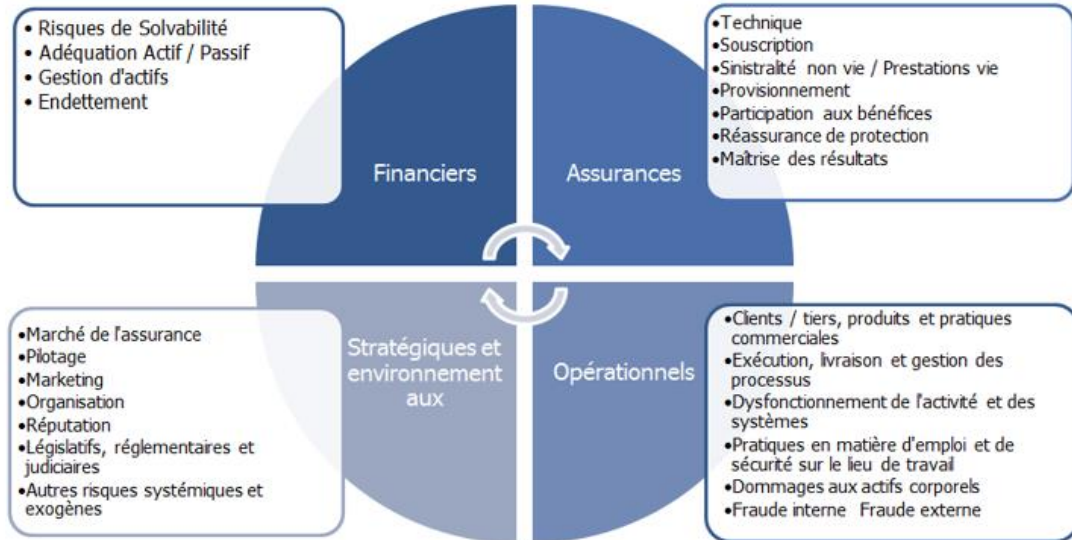 • Risques de Solvabilité
• Adéquation Actif / Passif
• Gestion d'actifs
• Endettement
Financiers
Assurances
•Technique
•Souscription
•Sinistralité non vie / Prestations vie
•Provisionnement
•Participation aux bénéfices
•Réassurance de protection
•Maîtrise des résultats
•Marché de l'assurance
•Pilotage
•Marketing
•Organisation
•Réputation
•Législatifs, réglementaires et
judiciaires
•Autres risques systémiques et
exogènes
Stratégiques et
environnement
aux
Opérationnels
•Clients / tiers, produits et pratiques
commerciales
•Exécution, livraison et gestion des
processus
•Dysfonctionnement de l'activité et des
systèmes
•Pratiques en matière d'emploi et de
sécurité sur le lieu de travail
•Dommages aux actifs corporels
•Fraude interne Fraude externe